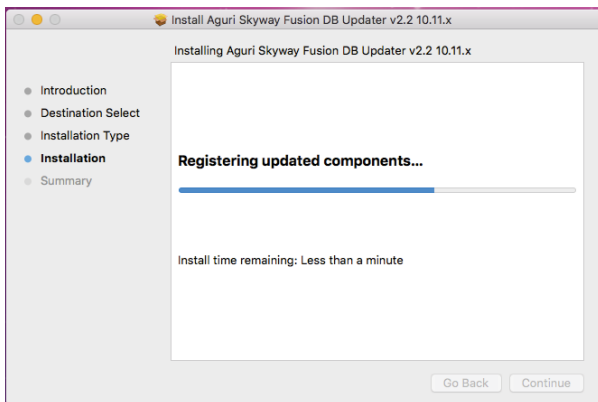 Install Aguri Skyway Fusion DB Updater v2.2 10.11.x
Installing Aguri Skyway Fusion DB Updater v2.2 10.11.x
Introduction
Destination Select
Installation Type
Installation
Summary
Registering updated components...
Install time remaining: Less than a minute
Go Back
Continue